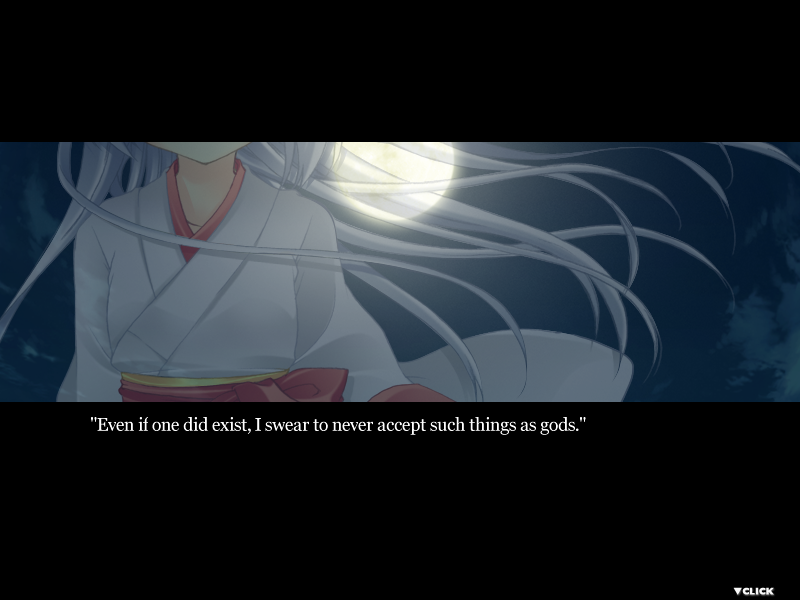 "Even if one did exist, I swear to never accept such things as gods."
▼CLICK